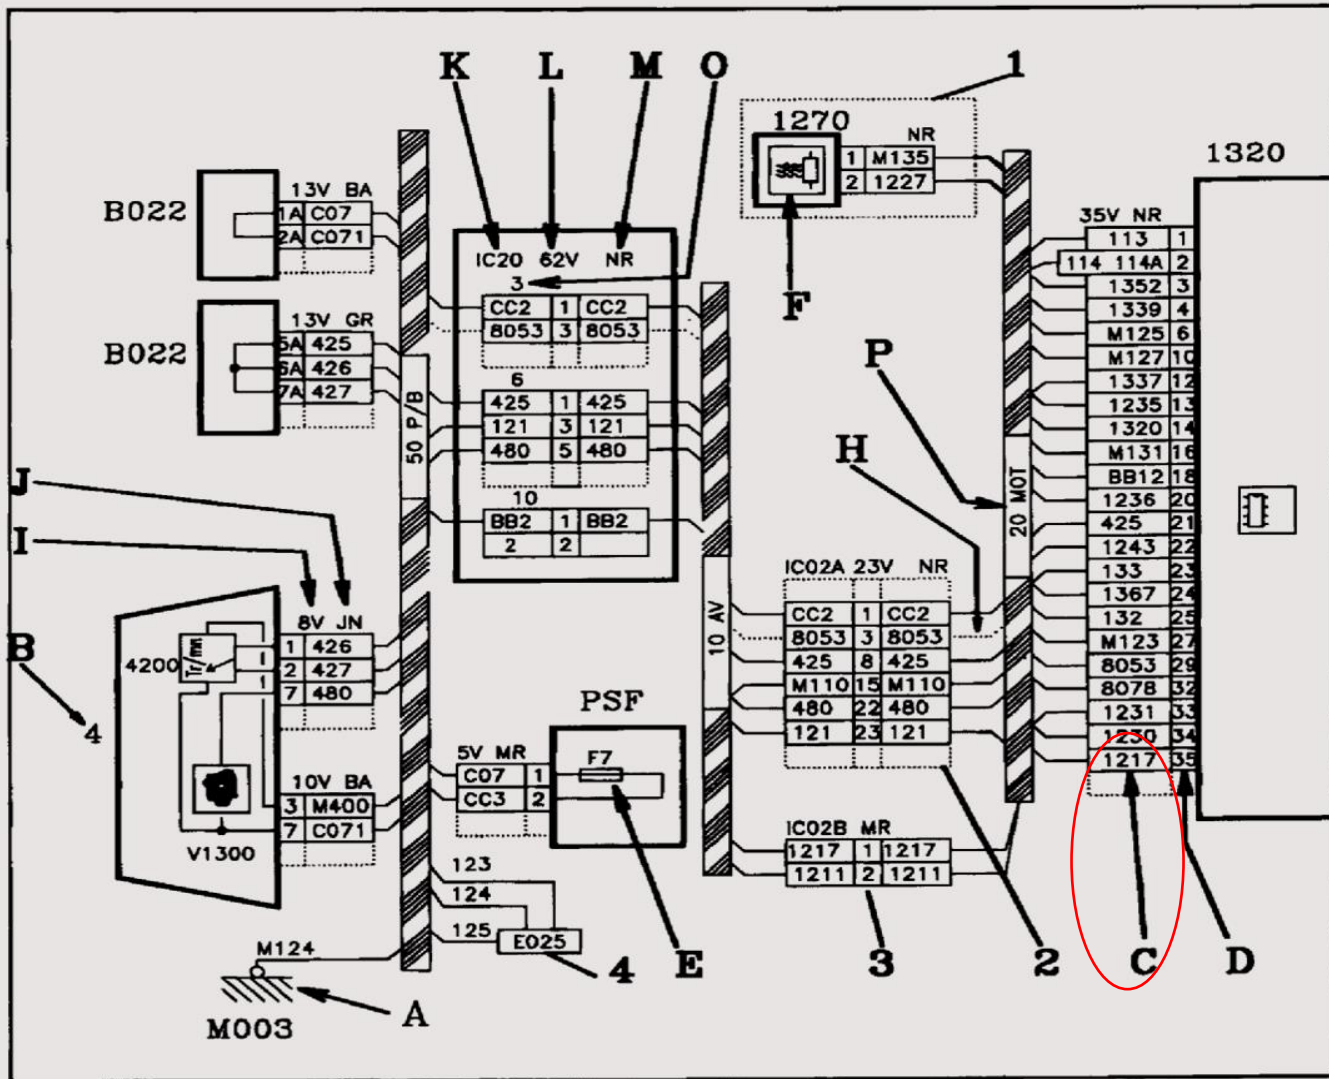 K L M O 1
1270 NR
1 M135
2 1227
F
B022
13V BA
1A C07
2A C071
B022
13V GR
5A 425
6A 426
7A 427
50 P/B
IC20 62V NR
3
CC2 1 CC2
8053 3 8053
6
425 1 425
121 3 121
480 5 480
10
BB2 1 BB2
2 2
J
I
B
4
8V JN
4200
Tr/mn
1 426
2 427
7 480
10V BA
3 M400
7 C071
V1300
PSF
5V MR
C07 1
CC3 2
F7
E
123
124
125
E025
4
M124
M003
A
10 AV
P
H
20 MOT
IC02A 23V NR
CC2 1 CC2
8053 3 8053
425 8 425
M110 15 M110
480 22 480
121 23 121
2
IC02B MR
1217 1 1217
1211 2 1211
3
1320
35V NR
113 1
114 114A 2
1352 3
1339 4
M125 6
M127 10
1337 12
1235 13
1320 14
M131 16
BB12 18
1236 20
425 21
1243 22
133 23
1367 24
132 25
M123 27
8053 29
8078 32
1231 33
1230 34
1217 35
C D